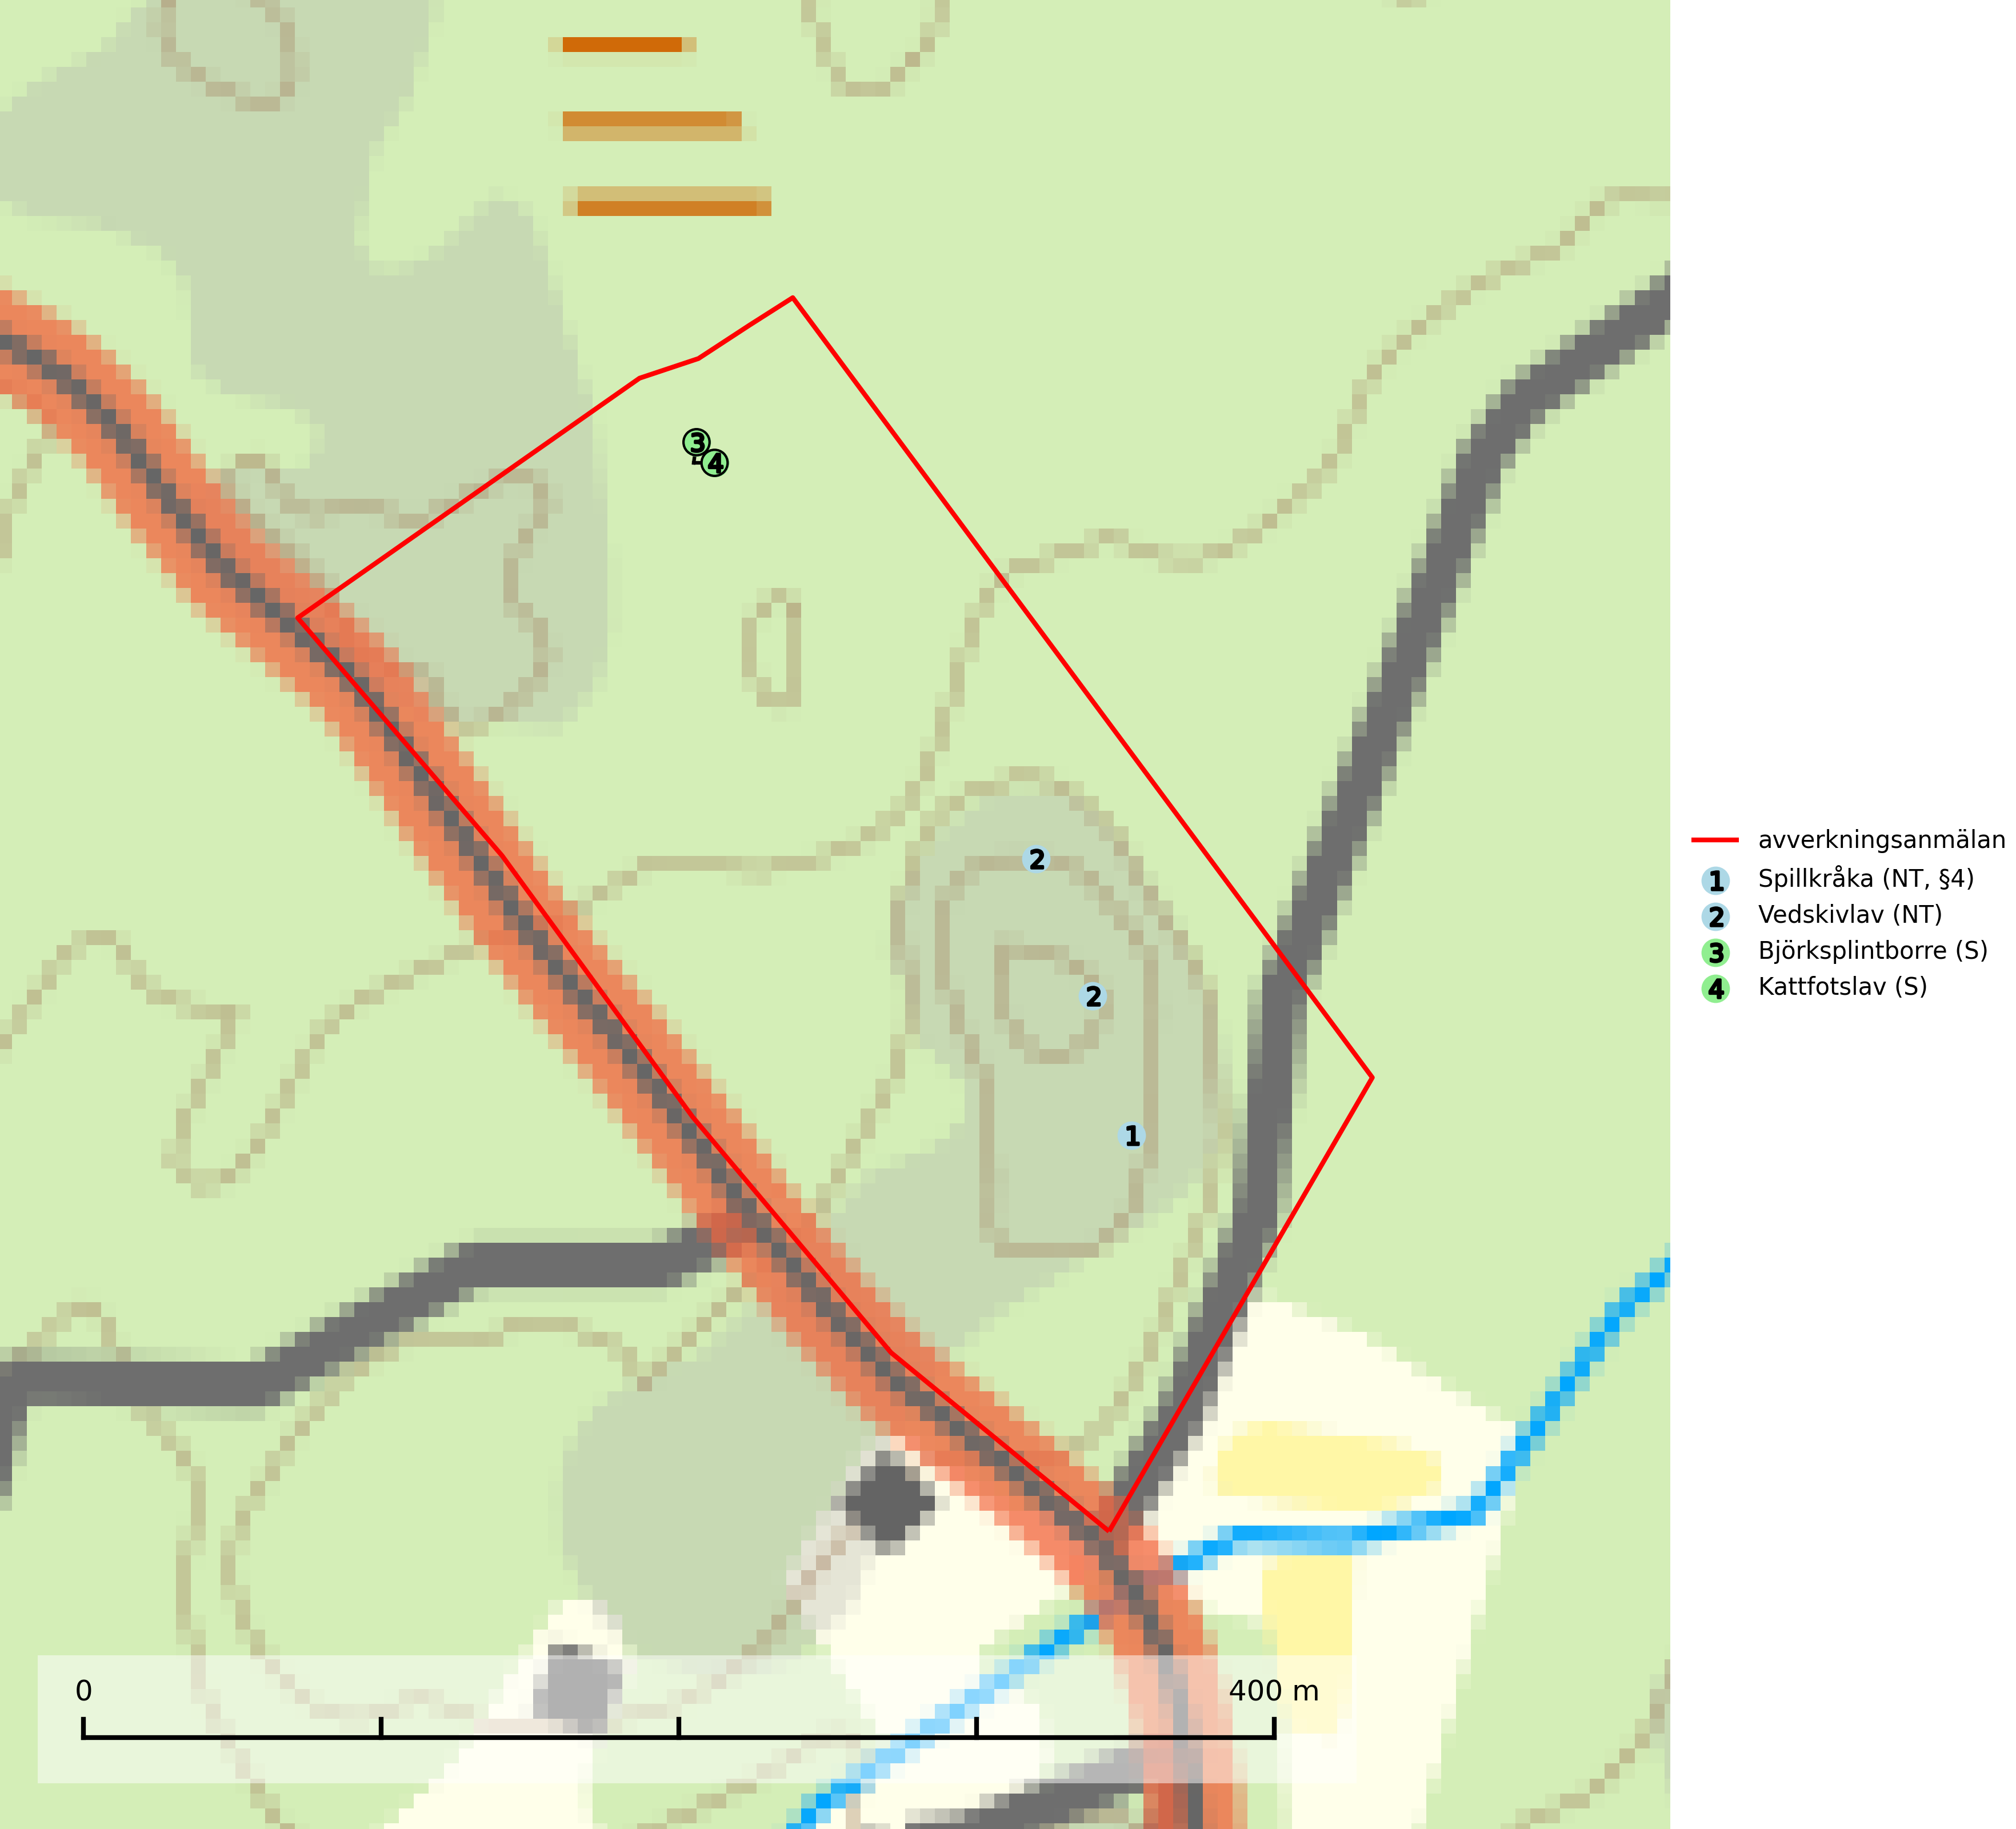 3
4
2
2
1
avverkningsanmälan
1 Spillkråka (NT, §4)
2 Vedskivlav (NT)
3 Björksplintborre (S)
4 Kattfotslav (S)
0 400 m